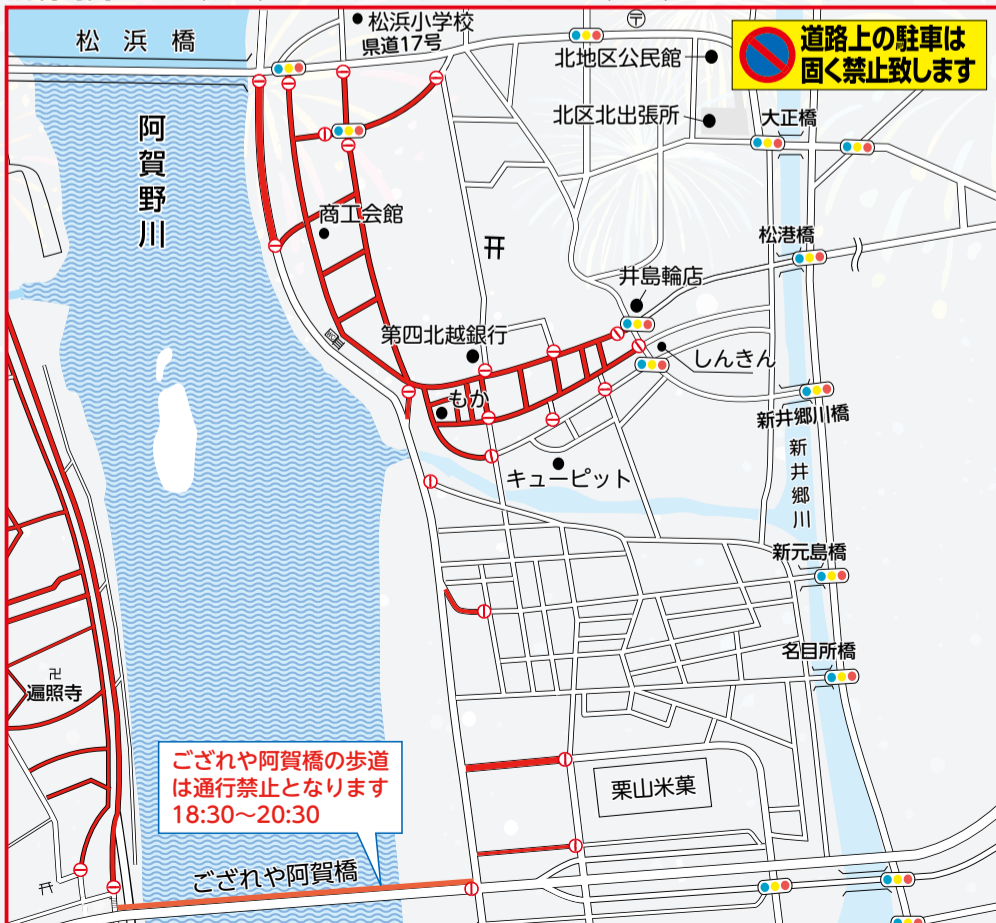 松浜橋
松浜小学校
県道17号
〒
北地区公民館
道路上の駐車は
固く禁止致します
北区北出張所
大正橋
阿賀野川
商工会館
松港橋
井島輪店
第四北越銀行
しんきん
もか
新井郷川橋
キューピット
新井郷川
新元島橋
名目所橋
卍
遍照寺
ござれや阿賀橋の歩道
は通行禁止となります
18:30～20:30
栗山米菓
ござれや阿賀橋